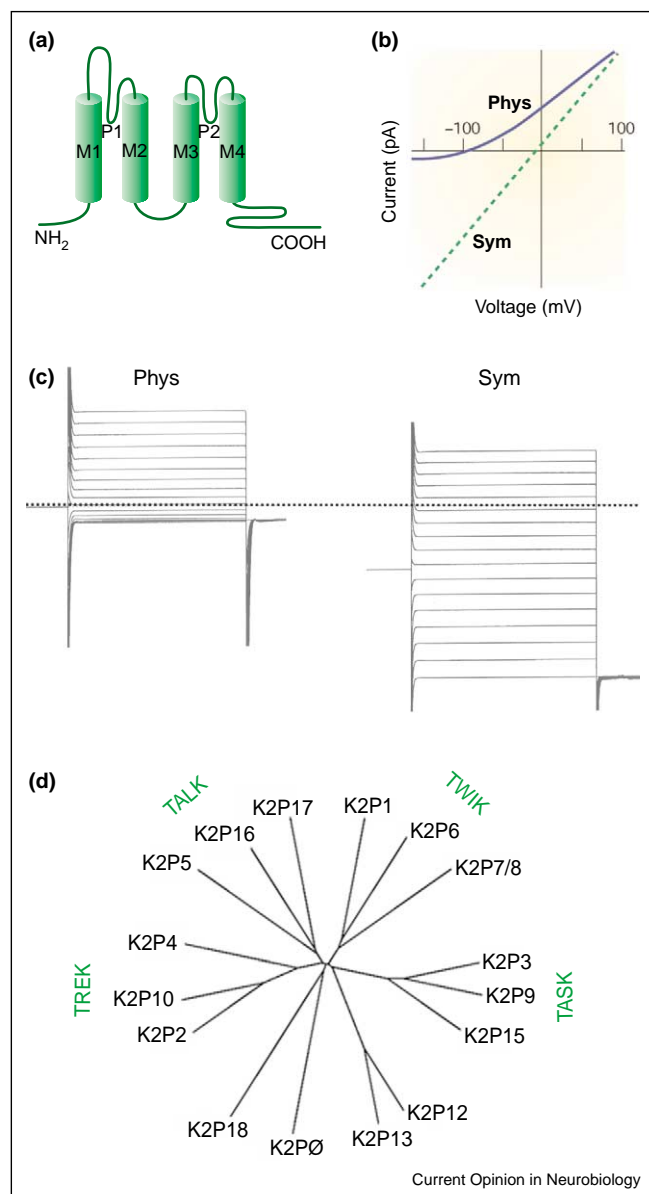 (a)
P1
P2
M1
M2
M3
M4
NH2
COOH
(b)
Phys
−100
100
Current (pA)
Sym
Voltage (mV)
(c)
Phys
Sym
(d)
TALK
TWIK
K2P17
K2P1
K2P16
K2P6
K2P5
K2P7/8
K2P4
K2P3
TREK
K2P10
K2P9
TASK
K2P2
K2P15
K2P12
K2P18
K2P13
K2PØ
Current Opinion in Neurobiology